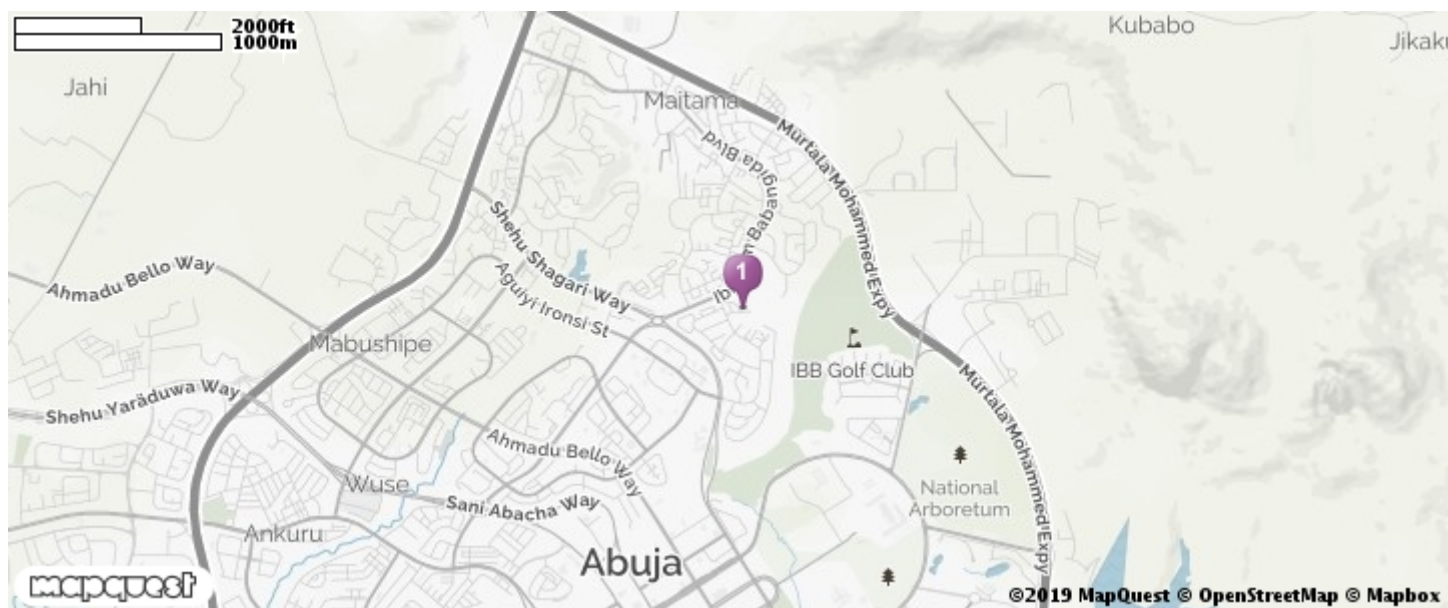 2000ft
1000m
Kubabo
Jikaku
Jahi
Maitama
Murtala Mohammed Expy
Babangida Blvd
Shehu Shagari Way
Ahmadu Bello Way
Aguiyi Ironsi St
1
Mabushipe
IBB Golf Club
Shehu Yaráduwa Way
Murtala Mohammed Expy
Ahmadu Bello Way
Wuse
Sani Abacha Way
National
Arboretum
Ankuru
Abuja
mapquest
©2019 MapQuest © OpenStreetMap © Mapbox